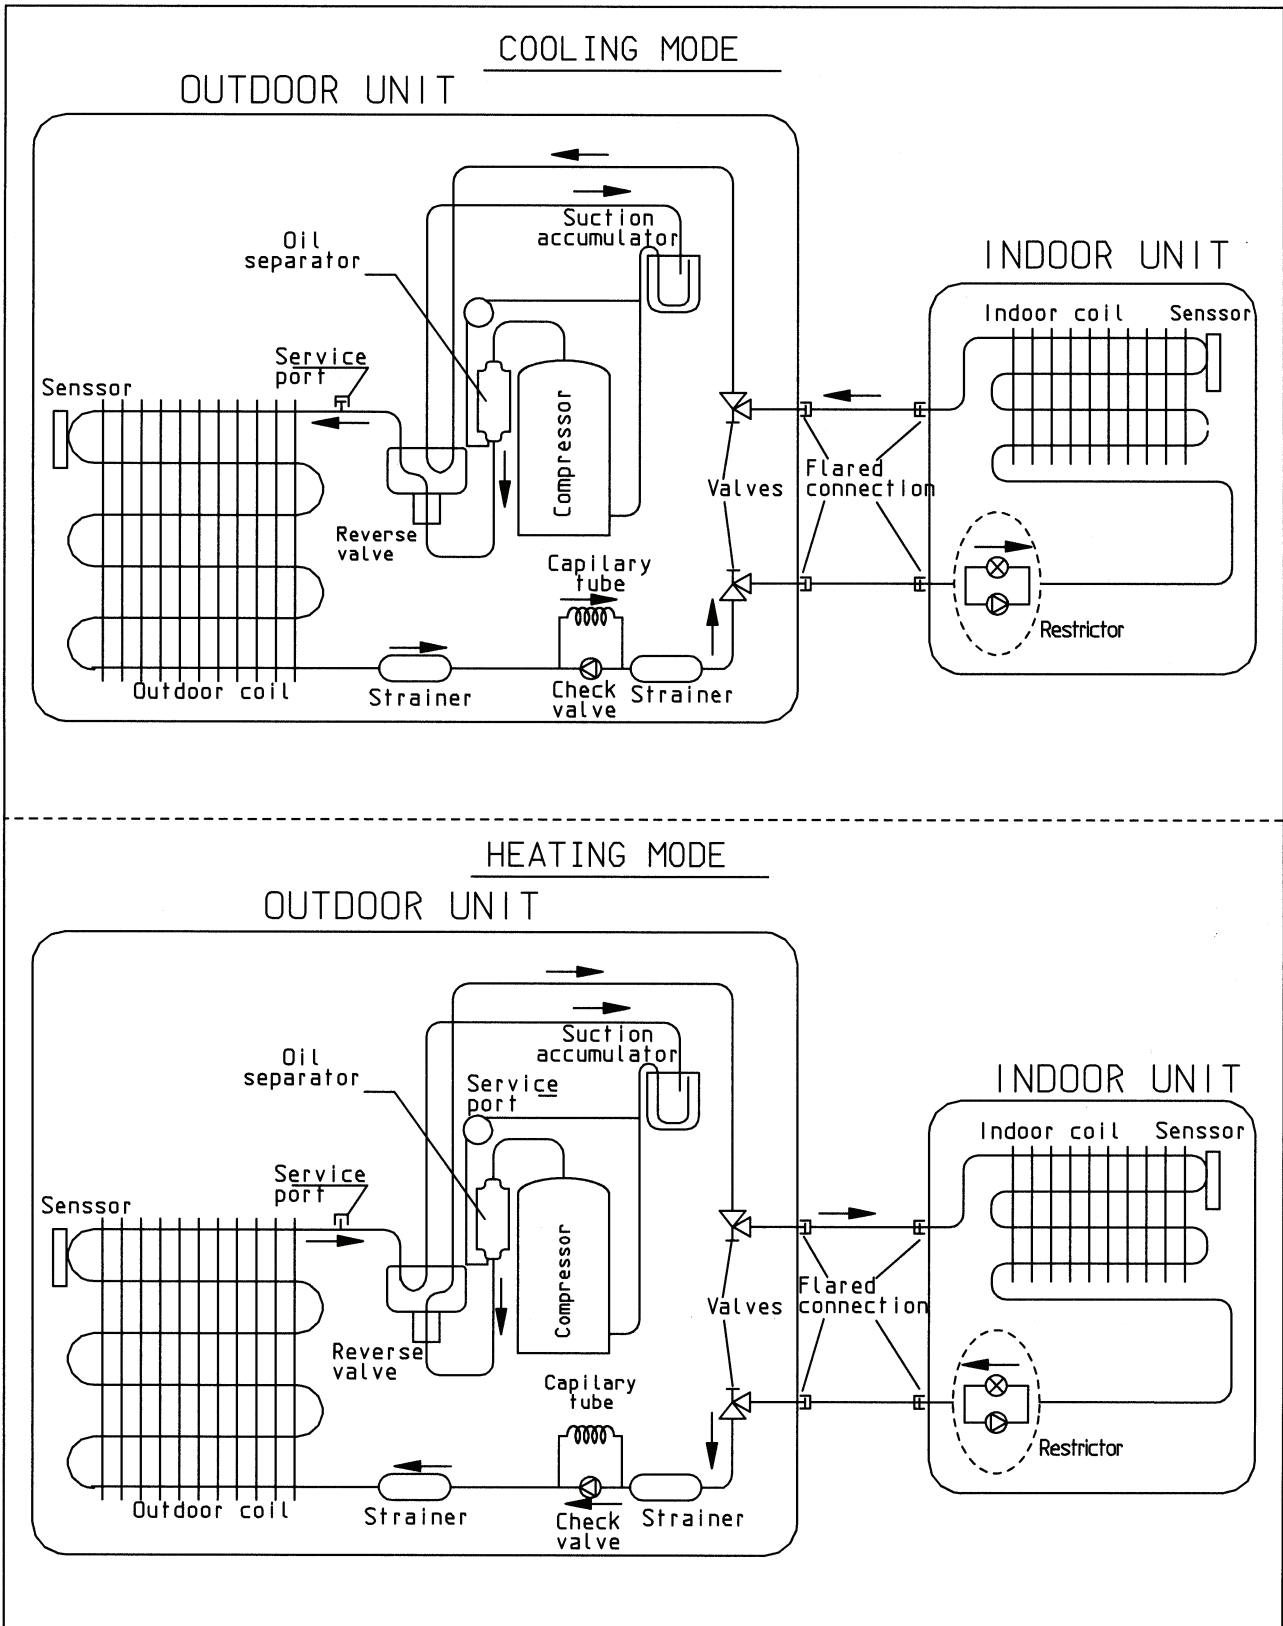 COOLING MODE
OUTDOOR UNIT
Suction
accumulator
Oil
separator
INDOOR UNIT
Indoor coil
Senssor
Service
port
Senssor
Compressor
Valves
Flared
connection
Reverse
valve
Capilary
tube
Restrictor
Outdoor coil
Strainer
Check
valve
Strainer
HEATING MODE
OUTDOOR UNIT
Suction
accumulator
Oil
separator
Service
port
INDOOR UNIT
Indoor coil
Senssor
Service
port
Senssor
Compressor
Valves
Flared
connection
Reverse
valve
Capilary
tube
Restrictor
Outdoor coil
Strainer
Check
valve
Strainer